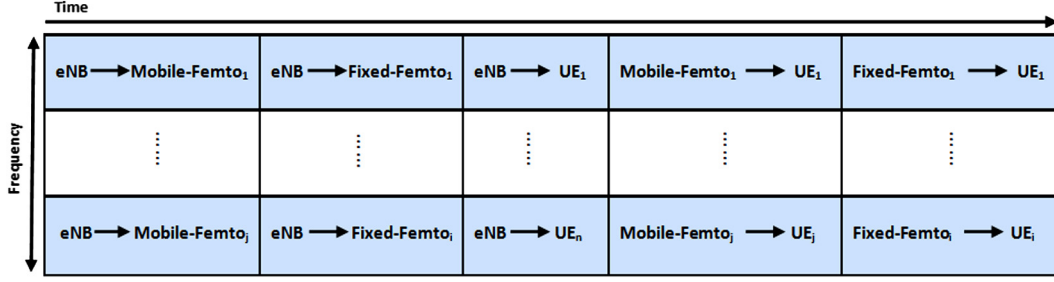 Time
Frequency
eNB → Mobile-Femto₁ eNB → Fixed-Femto₁ eNB → UE₁ Mobile-Femto₁ → UE₁ Fixed-Femto₁ → UE₁
eNB → Mobile-Femtoⱼ eNB → Fixed-Femtoᵢ eNB → UEₙ Mobile-Femtoⱼ → UEⱼ Fixed-Femtoᵢ → UEᵢ